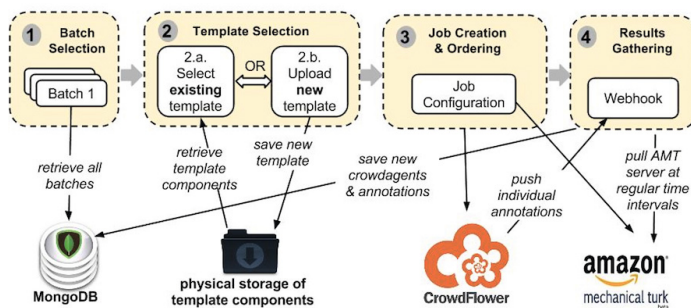 1 Batch
Selection
Batch 1
2 Template Selection
2.a.
Select
existing
template
OR
2.b.
Upload
new
template
3 Job Creation
& Ordering
Job
Configuration
4 Results
Gathering
Webhook
retrieve all
batches
retrieve
template
components
save new
template
save new
crowdagents
& annotations
push
individual
annotations
pull AMT
server at
regular time
intervals
MongoDB
physical storage of
template components
CrowdFlower
amazon
mechanical turk
beta